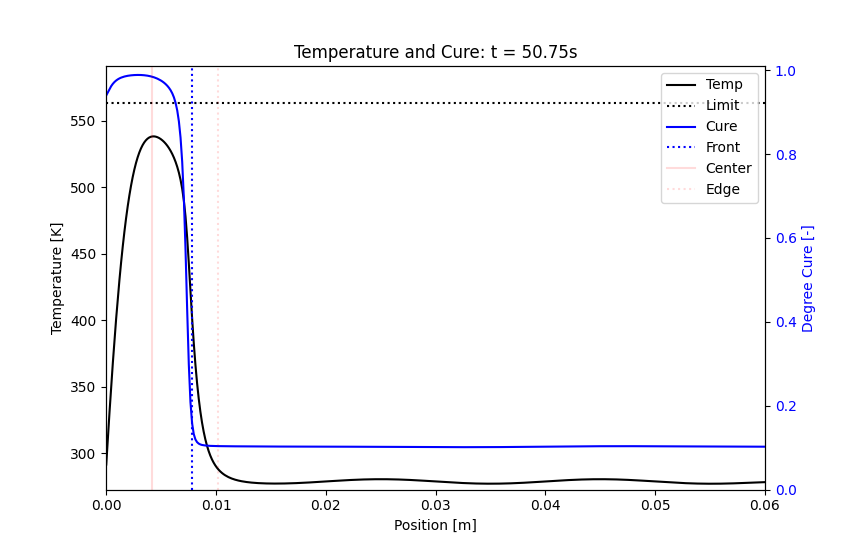 Temperature and Cure: t = 50.75s
Temperature [K]
550
500
450
400
350
300
Temp
Limit
Cure
Front
Center
Edge
1.0
0.8
0.6
0.4
0.2
0.0
Degree Cure [-]
0.00 0.01 0.02 0.03 0.04 0.05 0.06
Position [m]